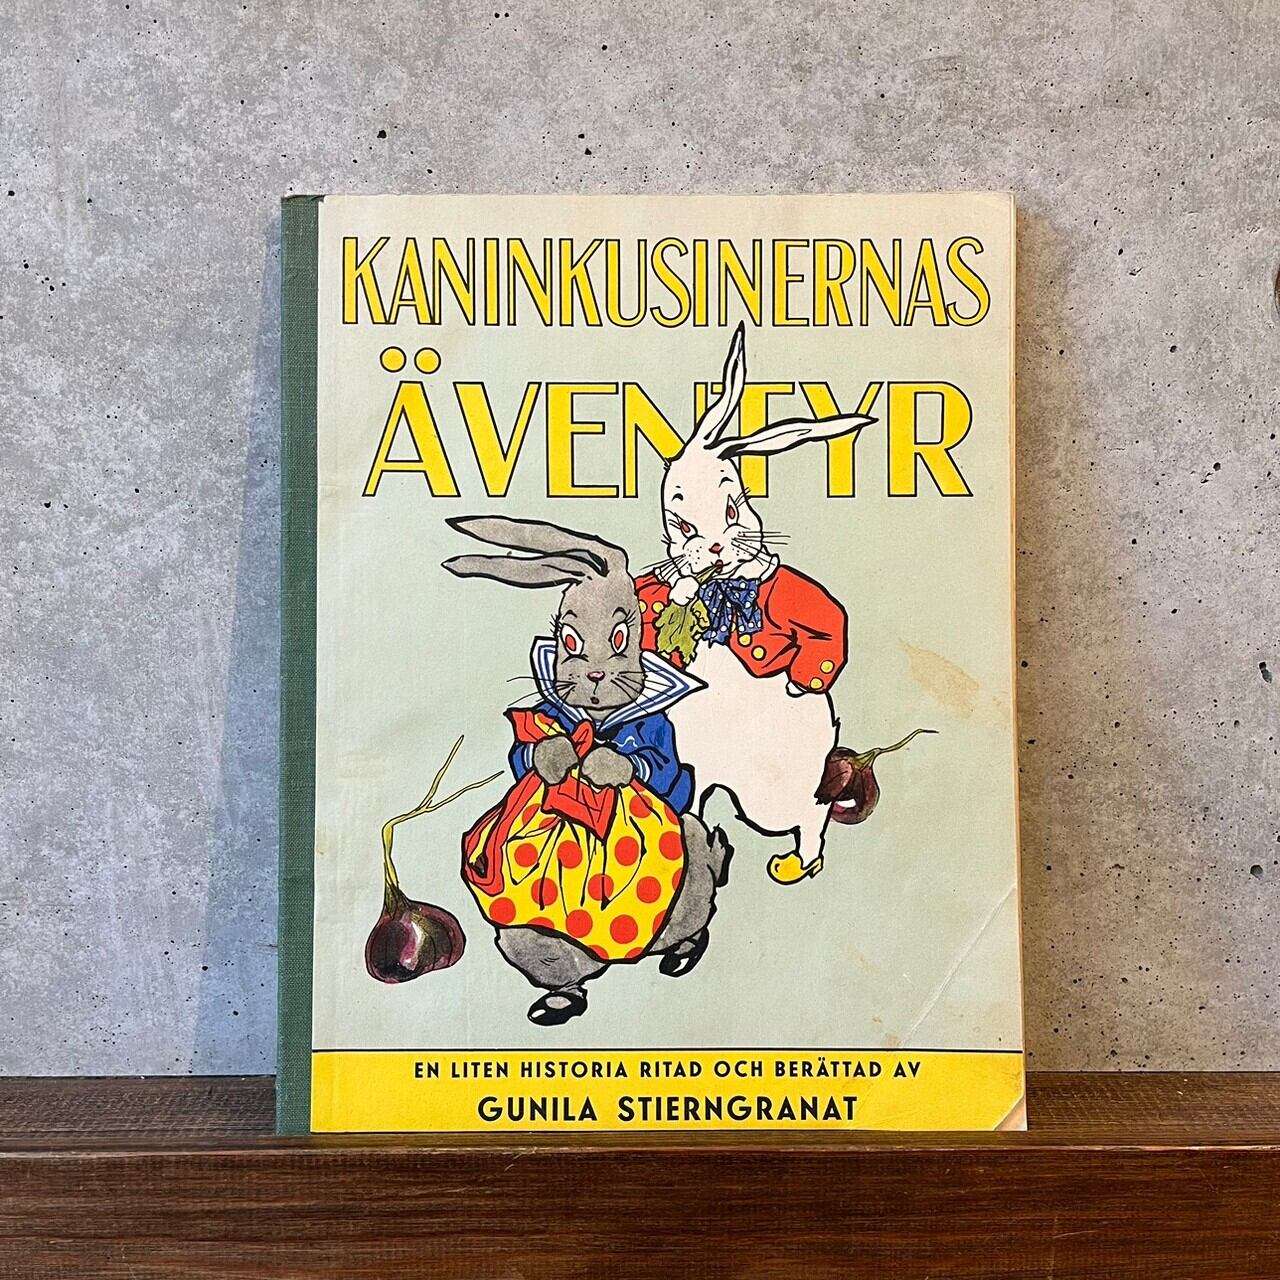 KANINKUSINERNAS
ÄVENTYR
EN LITEN HISTORIA RITAD OCH BERÄTTAD AV
GUNILA STIERNGRANAT